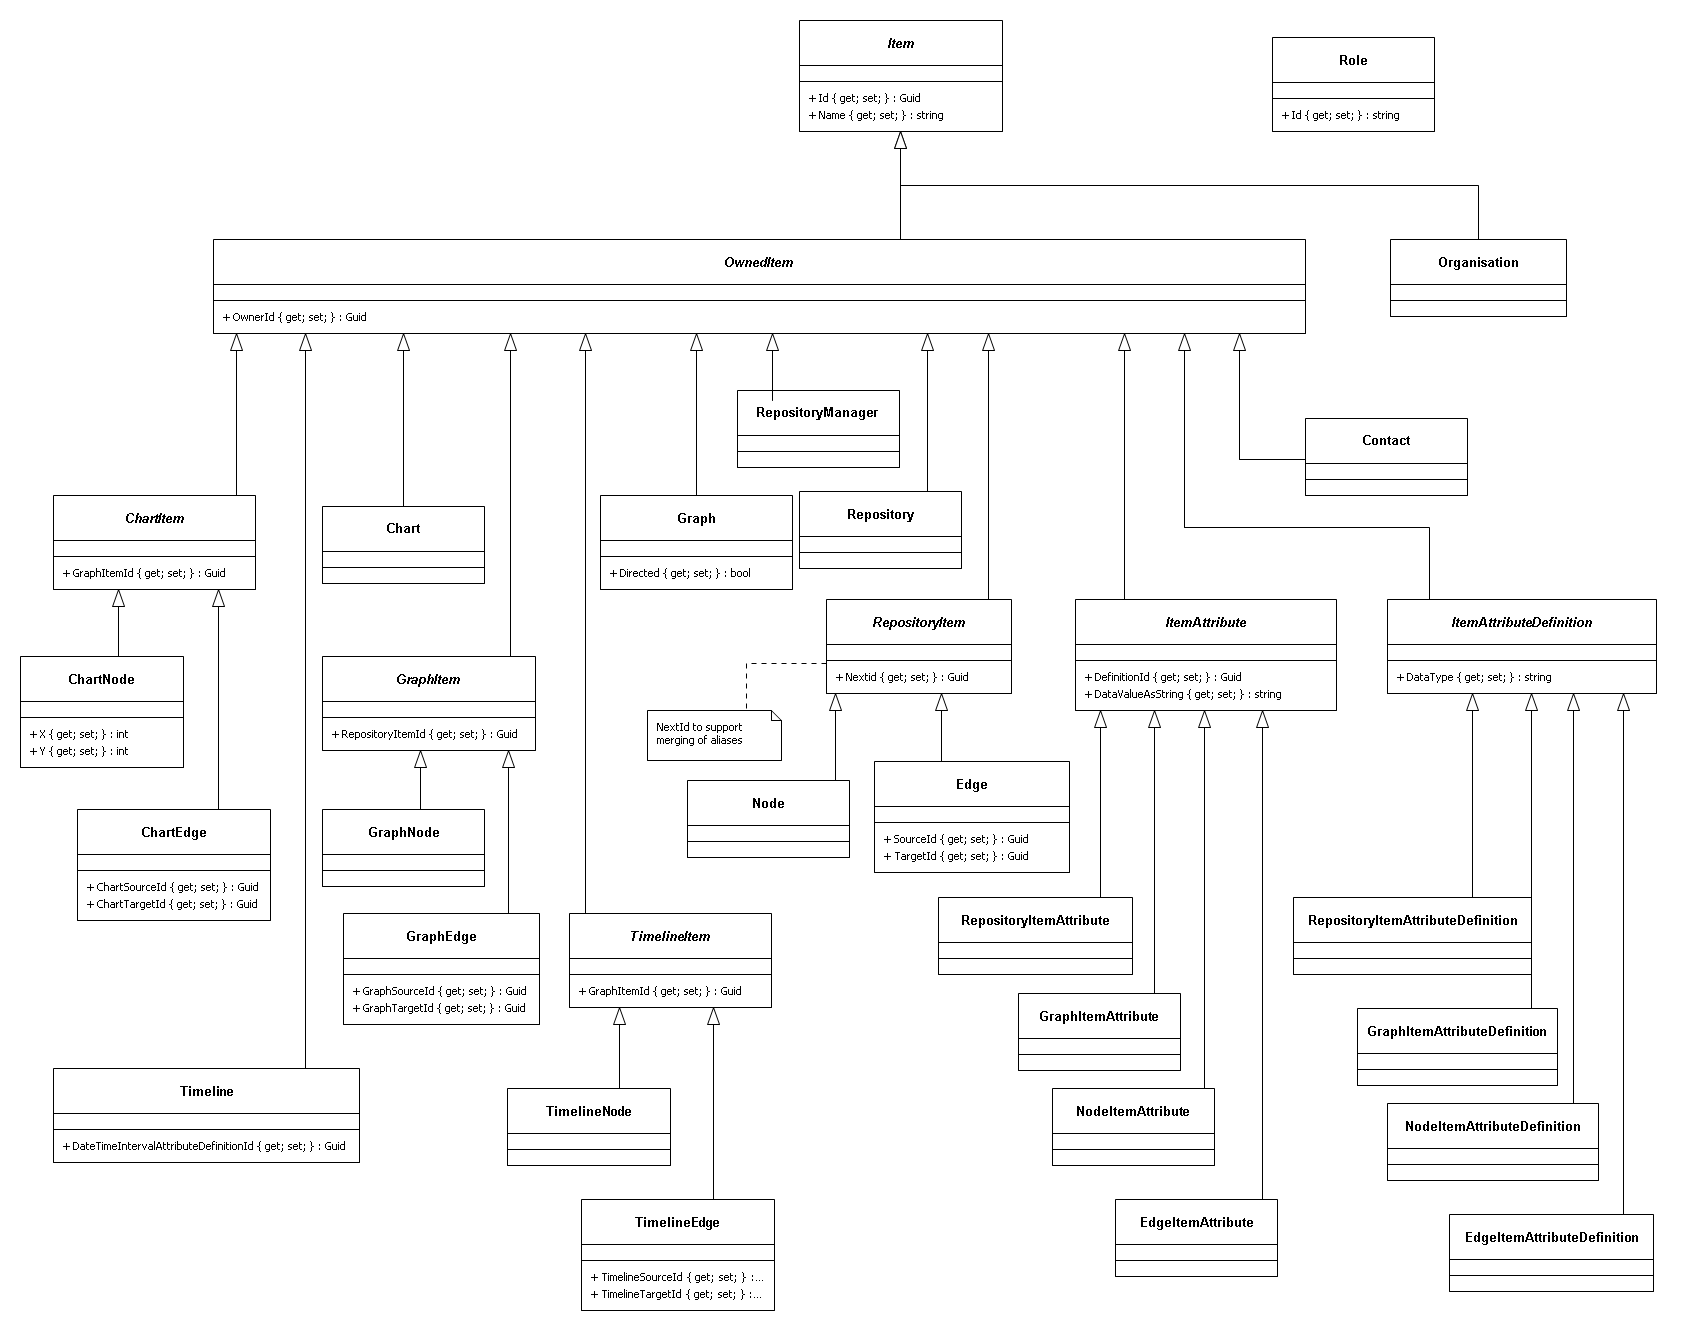 Item
+ Id { get; set; } : Guid
+ Name { get; set; } : string
Role
+ Id { get; set; } : string
OwnedItem
+ OwnerId { get; set; } : Guid
Organisation
RepositoryManager
Contact
ChartItem
+ GraphItemId { get; set; } : Guid
Chart
Graph
+ Directed { get; set; } : bool
Repository
RepositoryItem
+ Nextid { get; set; } : Guid
ItemAttribute
+ DefinitionId { get; set; } : Guid
+ DataValueAsString { get; set; } : string
ItemAttributeDefinition
+ DataType { get; set; } : string
ChartNode
+ X { get; set; } : int
+ Y { get; set; } : int
GraphItem
+ RepositoryItemId { get; set; } : Guid
NextId to support
merging of aliases
Node
Edge
+ SourceId { get; set; } : Guid
+ TargetId { get; set; } : Guid
ChartEdge
+ ChartSourceId { get; set; } : Guid
+ ChartTargetId { get; set; } : Guid
GraphNode
GraphEdge
+ GraphSourceId { get; set; } : Guid
+ GraphTargetId { get; set; } : Guid
TimelineItem
+ GraphItemId { get; set; } : Guid
RepositoryItemAttribute
RepositoryItemAttributeDefinition
GraphItemAttribute
GraphItemAttributeDefinition
Timeline
+ DateTimeIntervalAttributeDefinitionId { get; set; } : Guid
TimelineNode
NodeItemAttribute
NodeItemAttributeDefinition
TimelineEdge
+ TimelineSourceId { get; set; } :...
+ TimelineTargetId { get; set; } :...
EdgeItemAttribute
EdgeItemAttributeDefinition